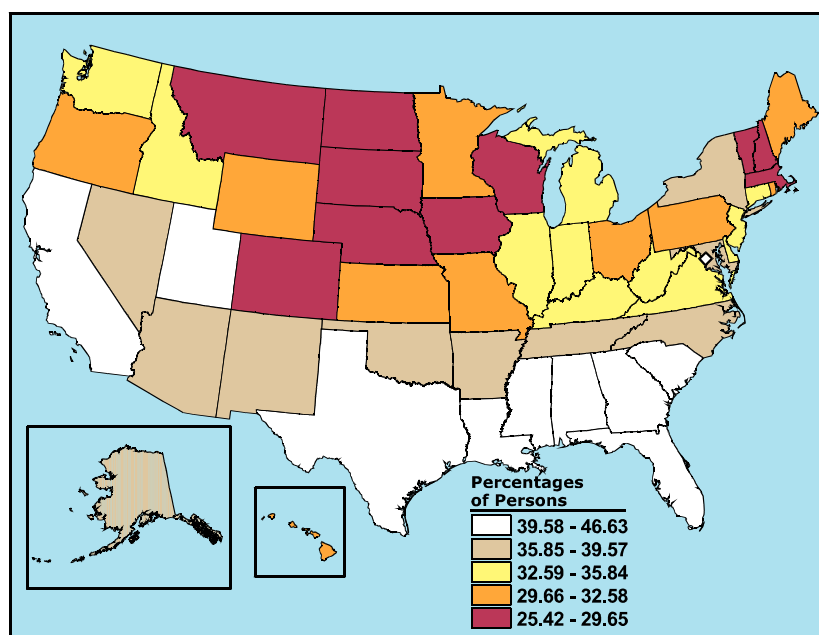 Percentages
of Persons
39.58 - 46.63
35.85 - 39.57
32.59 - 35.84
29.66 - 32.58
25.42 - 29.65